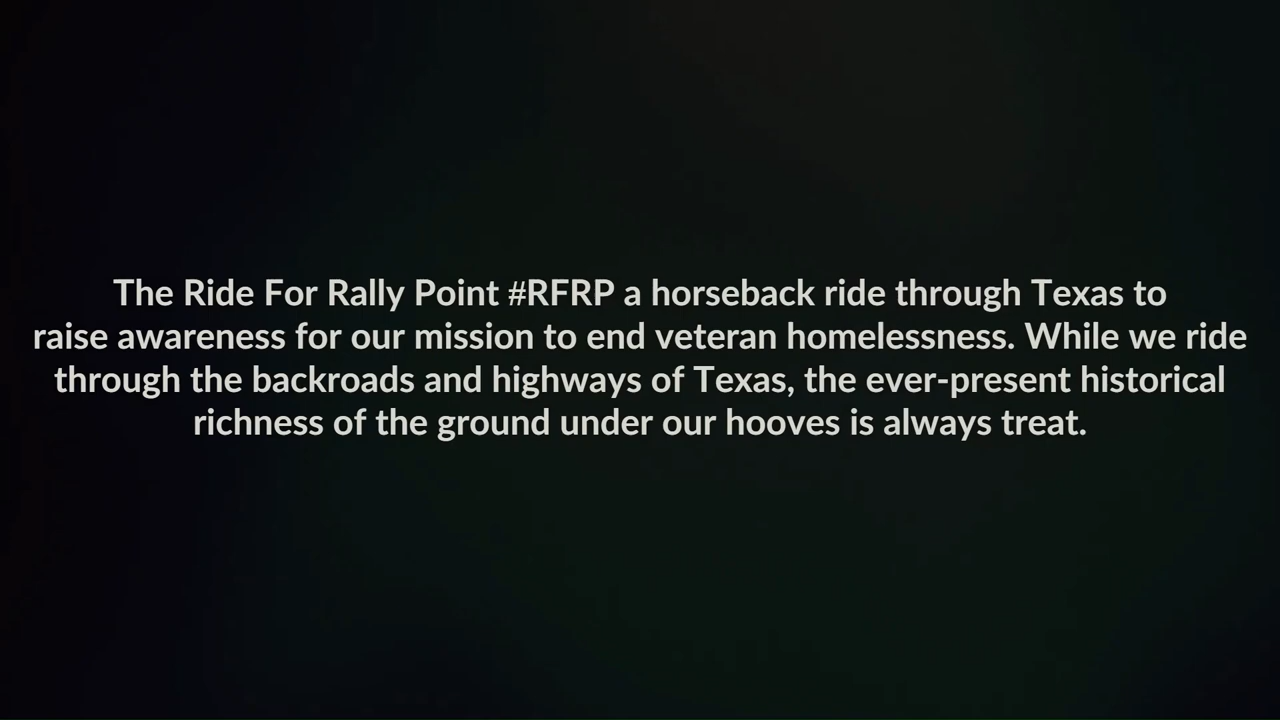 The Ride For Rally Point #RFRP a horseback ride through Texas to
raise awareness for our mission to end veteran homelessness. While we ride
through the backroads and highways of Texas, the ever-present historical
richness of the ground under our hooves is always treat.